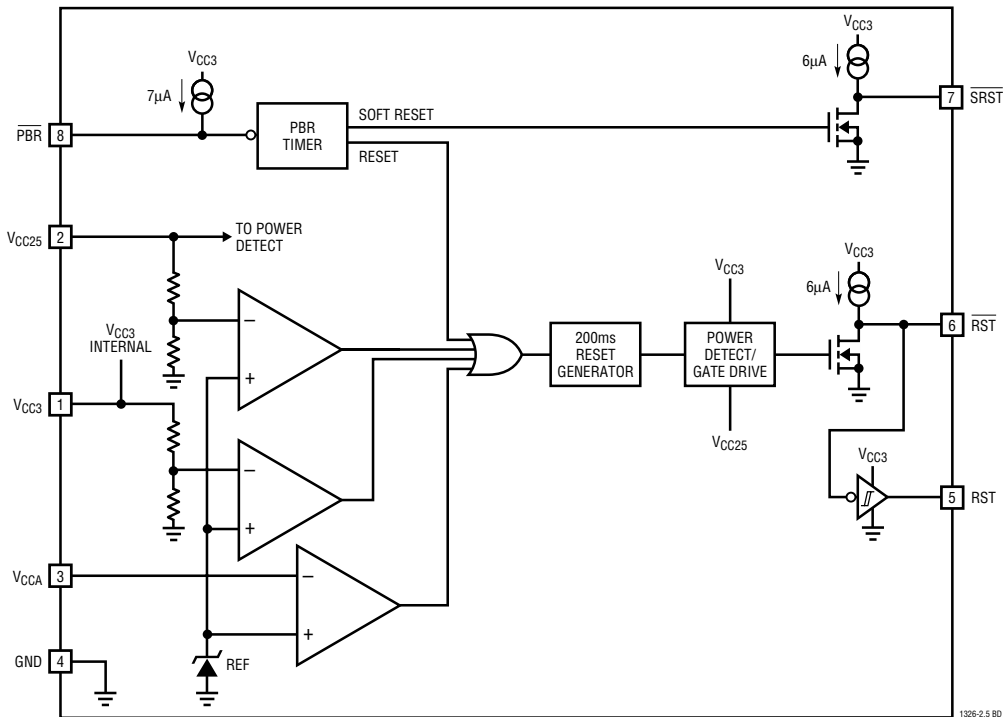 VCC3
7µA
PBR
8
PBR
TIMER
SOFT RESET
RESET
VCC3
6µA
7
SRST
VCC25
2
TO POWER
DETECT
–
+
VCC3
INTERNAL
VCC3
1
–
+
VCCA
3
–
+
GND
4
REF
200ms
RESET
GENERATOR
VCC3
POWER
DETECT/
GATE DRIVE
VCC25
VCC3
6µA
6
RST
VCC3
5
RST
1326-2.5 BD